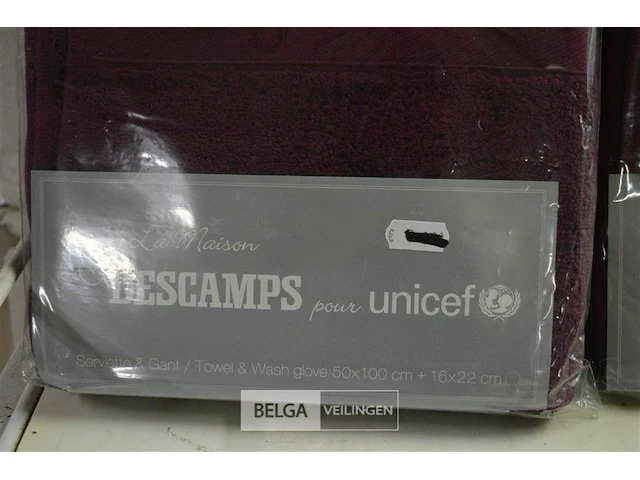 La Maison
DESCAMPS pour unicef
Serviette & Gant / Towel & Wash glove 50x100 cm + 16x22 cm
BELGA VEILINGEN